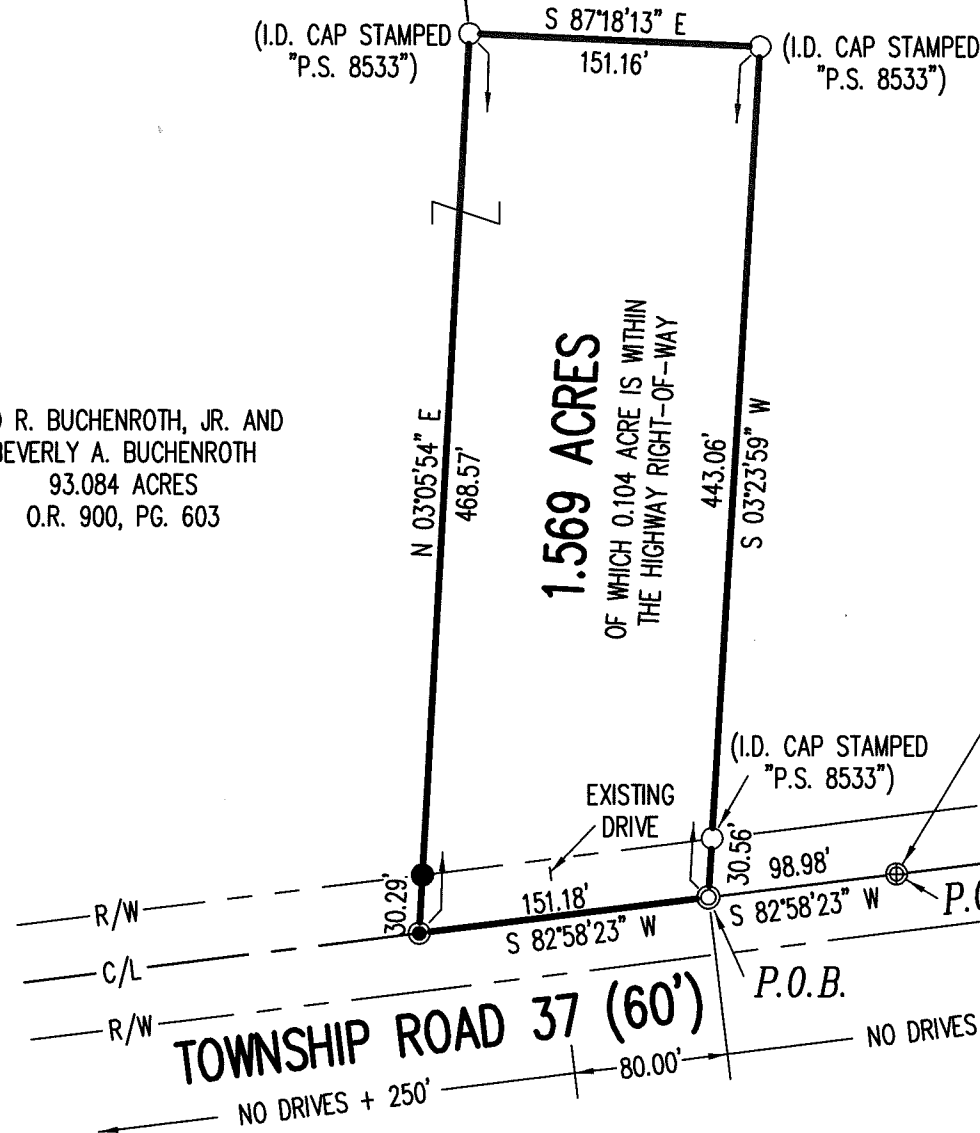 S 87°18'13" E
151.16'
(I.D. CAP STAMPED
"P.S. 8533")
(I.D. CAP STAMPED
"P.S. 8533")
R. BUCHENROTH, JR. AND
BEVERLY A. BUCHENROTH
93.084 ACRES
O.R. 900, PG. 603
N 03°05'54" E
468.57'
1.569 ACRES
OF WHICH 0.104 ACRE IS WITHIN
THE HIGHWAY RIGHT-OF-WAY
443.06'
S 03°23'59" W
(I.D. CAP STAMPED
"P.S. 8533")
EXISTING
DRIVE
30.56'
98.98'
S 82°58'23" W
30.29'
151.18'
S 82°58'23" W
R/W
C/L
R/W
P.O.B.
TOWNSHIP ROAD 37 (60')
NO DRIVES + 250'
80.00'
NO DRIVES